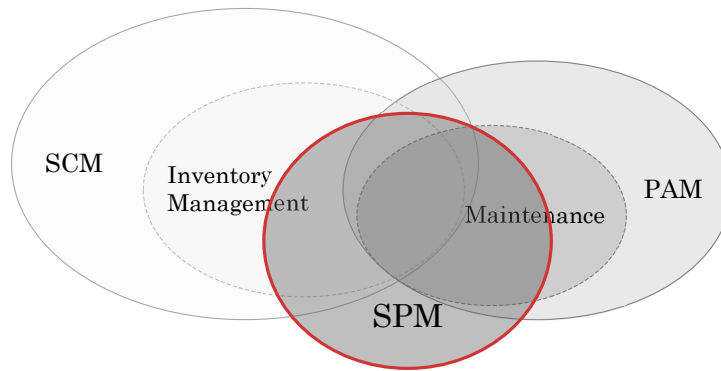 SCM
Inventory
Management
Maintenance
PAM
SPM